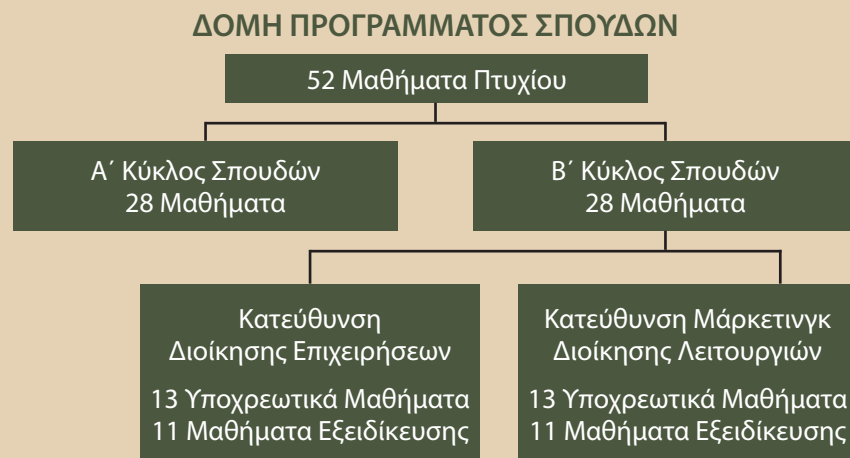 ΔΟΜΗ ΠΡΟΓΡΑΜΜΑΤΟΣ ΣΠΟΥΔΩΝ
52 Μαθήματα Πτυχίου
Α΄ Κύκλος Σπουδών
28 Μαθήματα
Β΄ Κύκλος Σπουδών
28 Μαθήματα
Κατεύθυνση
Διοίκησης Επιχειρήσεων
13 Υποχρεωτικά Μαθήματα
11 Μαθήματα Εξειδίκευσης
Κατεύθυνση Μάρκετινγκ
Διοίκησης Λειτουργιών
13 Υποχρεωτικά Μαθήματα
11 Μαθήματα Εξειδίκευσης